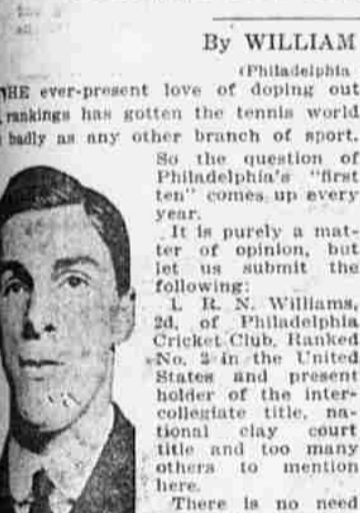 By WILLIAM
(Philadelphia
HE ever-present love of doping out
rankings has gotten the tennis world
badly as any other branch of sport.
So the question of
Philadelphia's "first
ten" comes up every
year.
It is purely a mat-
ter of opinion, but
let us submit the
following:
1. R. N. Williams,
2d, of Philadelphia
Cricket Club. Ranked
No. 2 in the United
States and present
holder of the inter-
collegiate title, na-
tional clay court
title and too many
others to mention
here.
There is no need